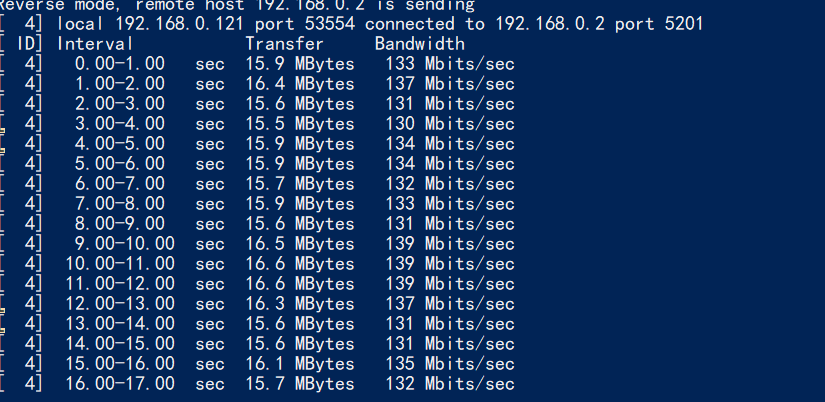 Reverse mode, remote host 192.168.0.2 is sending
[  4] local 192.168.0.121 port 53554 connected to 192.168.0.2 port 5201
[ ID] Interval           Transfer     Bandwidth
[  4]   0.00-1.00   sec  15.9 MBytes   133 Mbits/sec
[  4]   1.00-2.00   sec  16.4 MBytes   137 Mbits/sec
[  4]   2.00-3.00   sec  15.6 MBytes   131 Mbits/sec
[  4]   3.00-4.00   sec  15.5 MBytes   130 Mbits/sec
[  4]   4.00-5.00   sec  15.9 MBytes   134 Mbits/sec
[  4]   5.00-6.00   sec  15.9 MBytes   134 Mbits/sec
[  4]   6.00-7.00   sec  15.7 MBytes   132 Mbits/sec
[  4]   7.00-8.00   sec  15.9 MBytes   133 Mbits/sec
[  4]   8.00-9.00   sec  15.6 MBytes   131 Mbits/sec
[  4]   9.00-10.00  sec  16.5 MBytes   139 Mbits/sec
[  4]  10.00-11.00  sec  16.6 MBytes   139 Mbits/sec
[  4]  11.00-12.00  sec  16.6 MBytes   139 Mbits/sec
[  4]  12.00-13.00  sec  16.3 MBytes   137 Mbits/sec
[  4]  13.00-14.00  sec  15.6 MBytes   131 Mbits/sec
[  4]  14.00-15.00  sec  15.6 MBytes   131 Mbits/sec
[  4]  15.00-16.00  sec  16.1 MBytes   135 Mbits/sec
[  4]  16.00-17.00  sec  15.7 MBytes   132 Mbits/sec